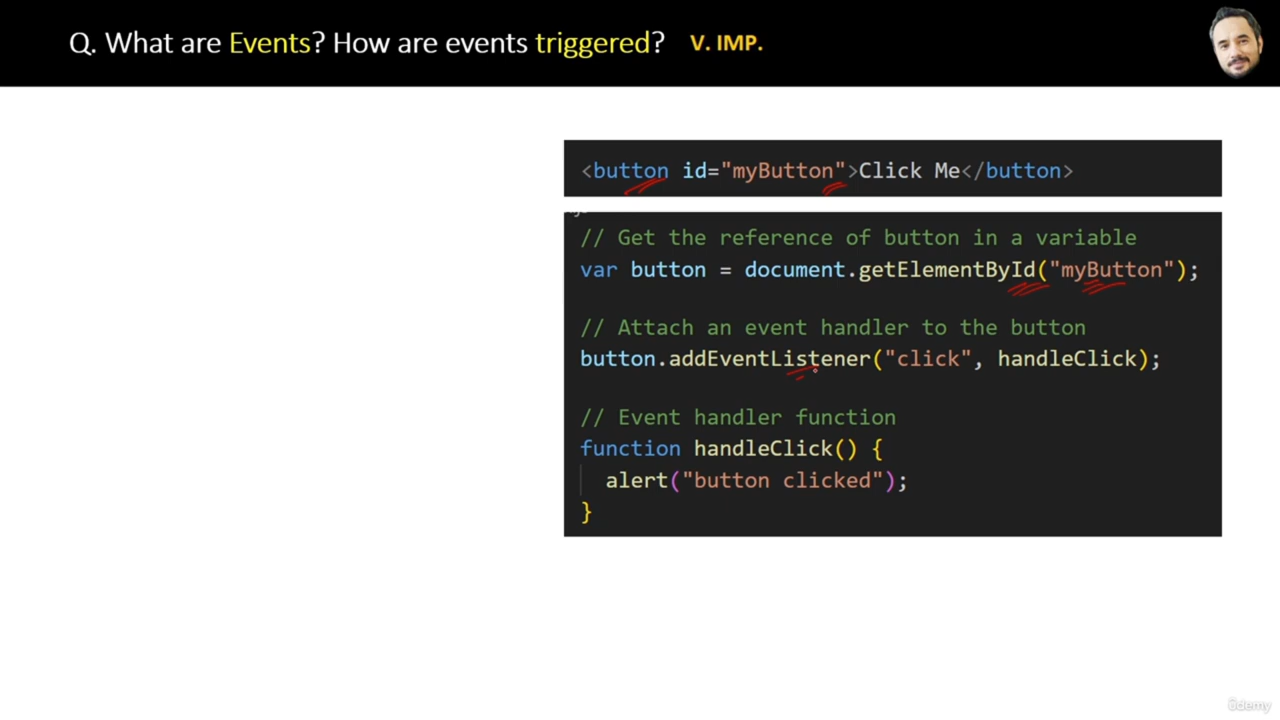 Q. What are Events? How are events triggered? V. IMP.
<button id="myButton">Click Me</button>
// Get the reference of button in a variable
var button = document.getElementById("myButton");
// Attach an event handler to the button
button.addEventListener("click", handleClick);
// Event handler function
function handleClick() {
alert("button clicked");
}
ûdemy